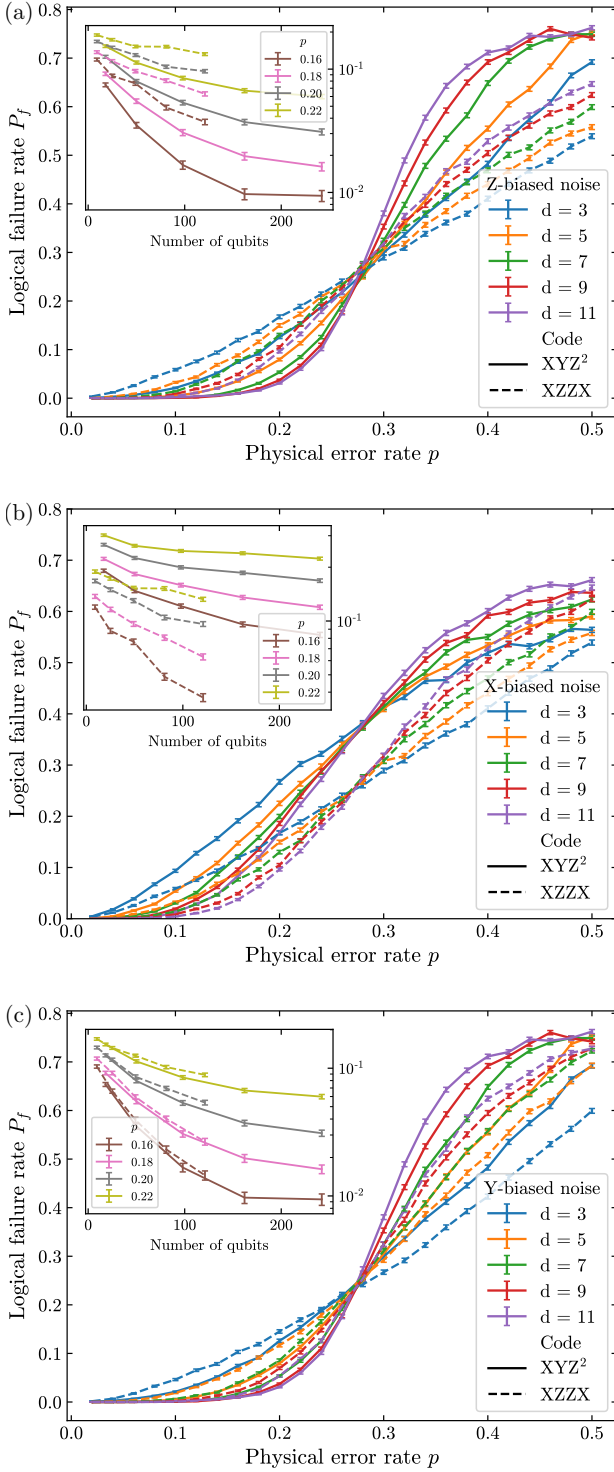 (a)
Logical failure rate P_f
0.8
0.7
0.6
0.5
0.4
0.3
0.2
0.1
0.0
0.0 0.1 0.2 0.3 0.4 0.5
Physical error rate p
p
0.16
0.18
0.20
0.22
10⁻¹
10⁻²
0 100 200
Number of qubits
Z-biased noise
d = 3
d = 5
d = 7
d = 9
d = 11
Code
XYZ²
XZZX
(b)
Logical failure rate P_f
0.8
0.7
0.6
0.5
0.4
0.3
0.2
0.1
0.0
0.0 0.1 0.2 0.3 0.4 0.5
Physical error rate p
p
0.16
0.18
0.20
0.22
10⁻¹
0 100 200
Number of qubits
X-biased noise
d = 3
d = 5
d = 7
d = 9
d = 11
Code
XYZ²
XZZX
(c)
Logical failure rate P_f
0.8
0.7
0.6
0.5
0.4
0.3
0.2
0.1
0.0
0.0 0.1 0.2 0.3 0.4 0.5
Physical error rate p
p
0.16
0.18
0.20
0.22
10⁻¹
10⁻²
0 100 200
Number of qubits
Y-biased noise
d = 3
d = 5
d = 7
d = 9
d = 11
Code
XYZ²
XZZX